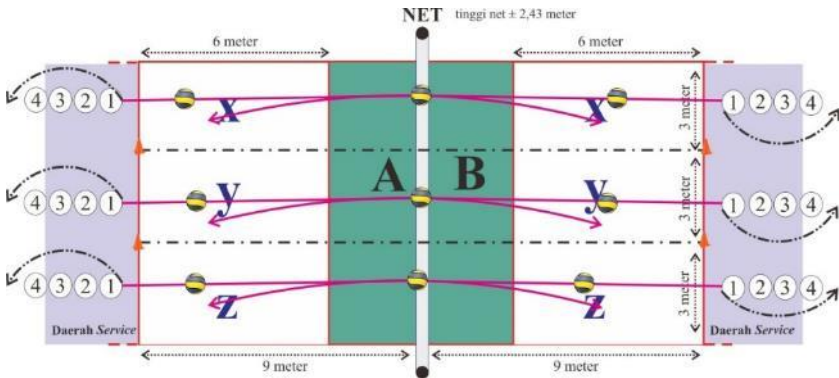 NET tinggi net ± 2,43 meter
6 meter 6 meter
4 3 2 1 x x 3 meter 1 2 3 4
A B
4 3 2 1 y y 3 meter 1 2 3 4
4 3 2 1 z z 3 meter 1 2 3 4
Daerah Service Daerah Service
9 meter 9 meter